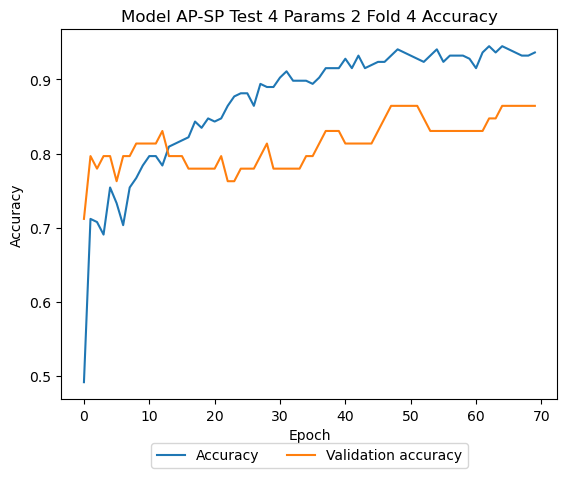 Model AP-SP Test 4 Params 2 Fold 4 Accuracy
Accuracy
0.9
0.8
0.7
0.6
0.5
0 10 20 30 40 50 60 70
Epoch
Accuracy Validation accuracy